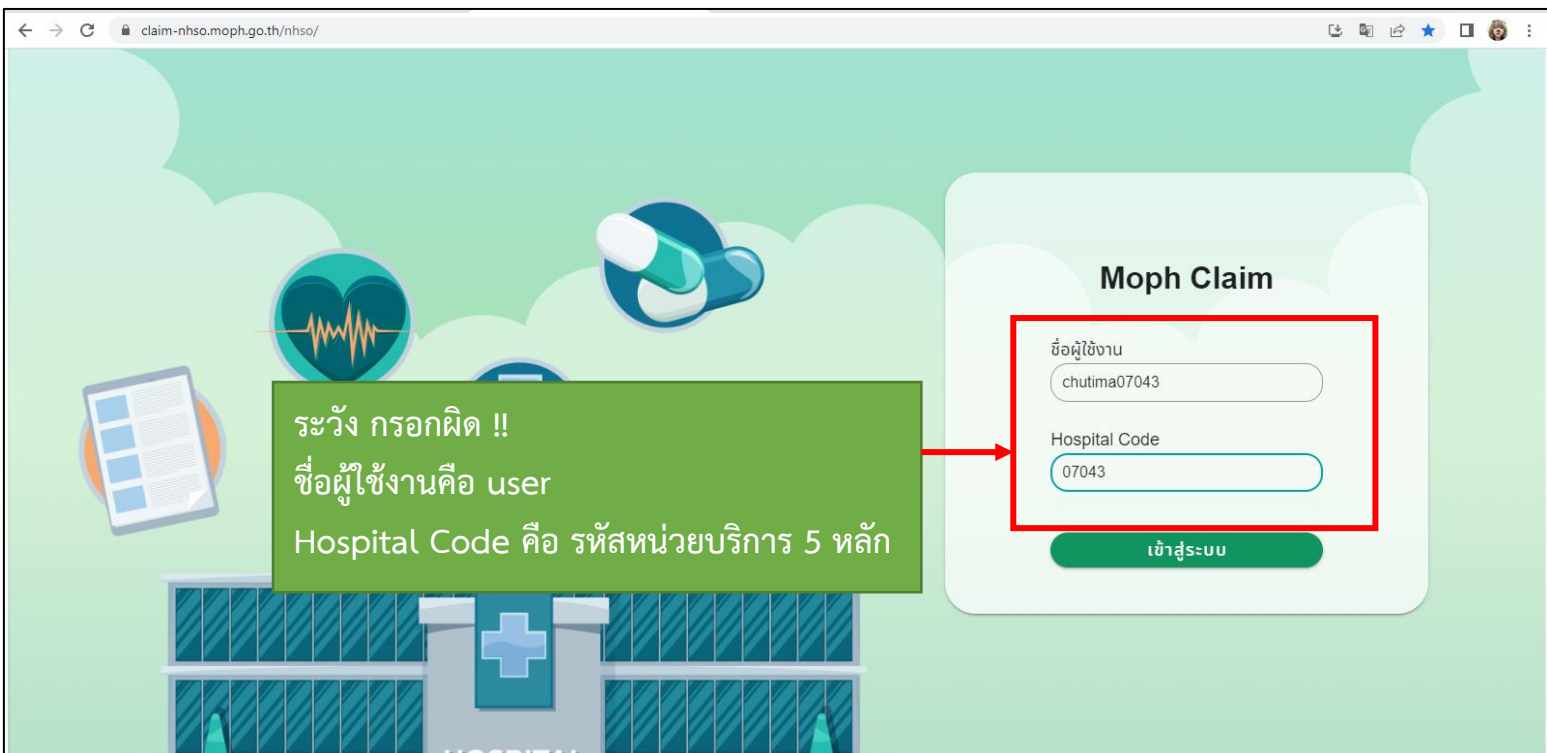 claim-nhso.moph.go.th/nhso/
Moph Claim
ชื่อผู้ใช้งาน
chutima07043
Hospital Code
07043
เข้าสู่ระบบ
ระวัง กรอกผิด !!
ชื่อผู้ใช้งานคือ user
Hospital Code คือ รหัสหน่วยบริการ 5 หลัก
HOSPITAL